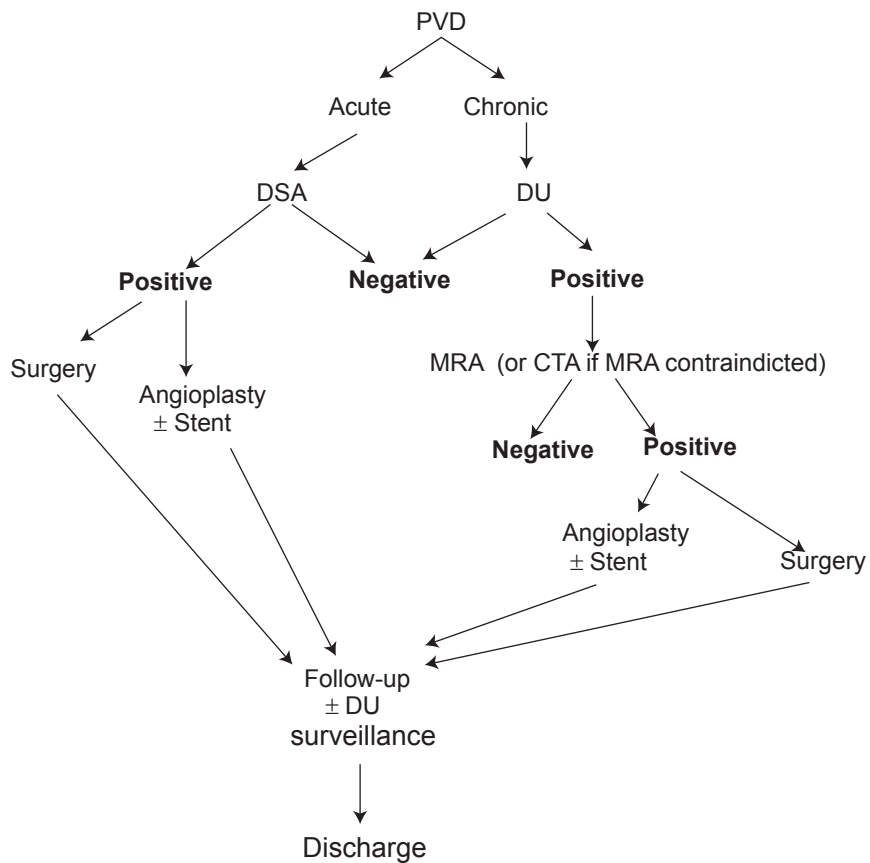 PVD
Acute
Chronic
DSA
DU
Positive
Negative
Positive
Surgery
Angioplasty
± Stent
MRA (or CTA if MRA contraindicted)
Negative
Positive
Angioplasty
± Stent
Surgery
Follow-up
± DU
surveillance
Discharge